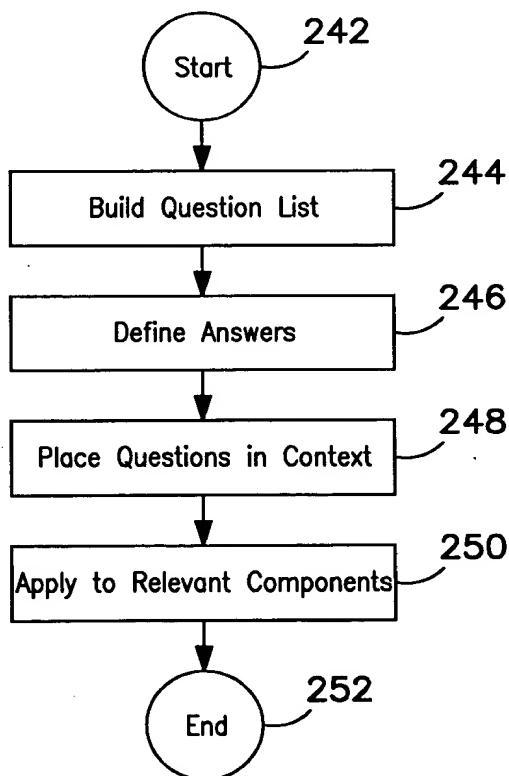 242
Start
244
Build Question List
246
Define Answers
248
Place Questions in Context
250
Apply to Relevant Components
252
End